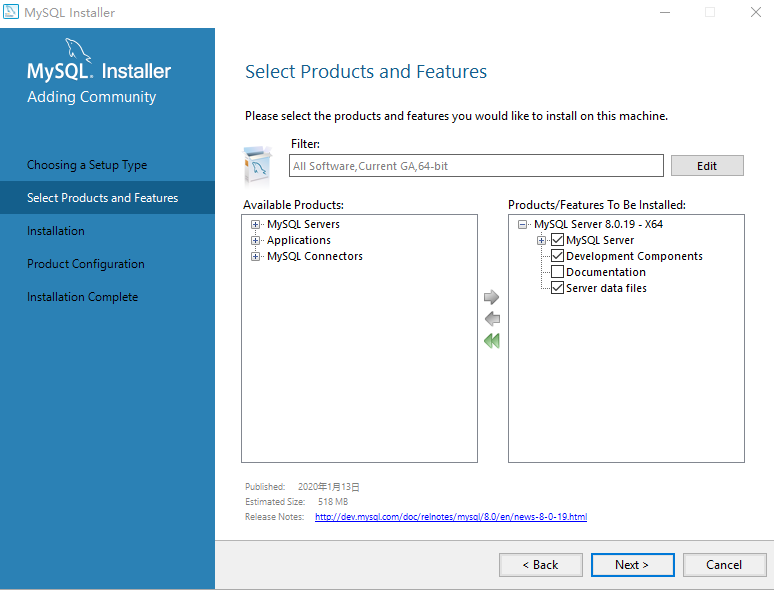 MySQL Installer
MySQL. Installer
Adding Community
Choosing a Setup Type
Select Products and Features
Installation
Product Configuration
Installation Complete
Select Products and Features
Please select the products and features you would like to install on this machine.
Filter:
All Software,Current GA,64-bit
Edit
Available Products:
MySQL Servers
Applications
MySQL Connectors
Products/Features To Be Installed:
MySQL Server 8.0.19 - X64
MySQL Server
Development Components
Documentation
Server data files
Published: 2020年1月13日
Estimated Size: 518 MB
Release Notes: http://dev.mysql.com/doc/relnotes/mysql/8.0/en/news-8-0-19.html
< Back
Next >
Cancel